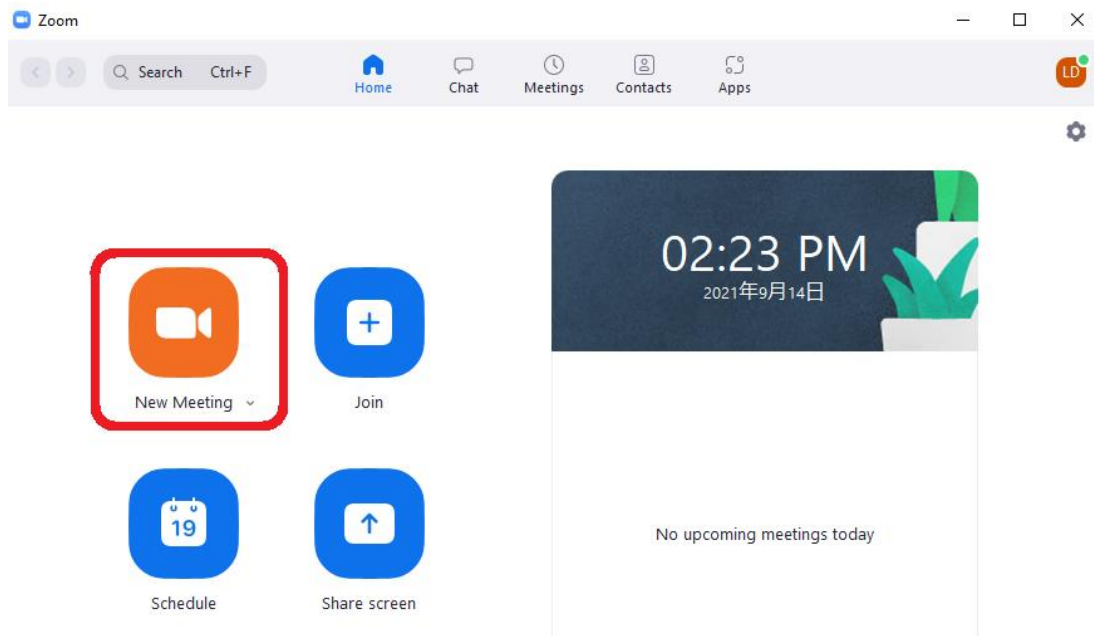 Zoom
Search Ctrl+F
Home
Chat
Meetings
Contacts
Apps
LD
02:23 PM
2021年9月14日
New Meeting
Join
19
Schedule
Share screen
No upcoming meetings today